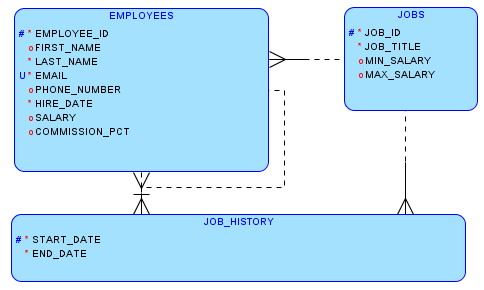 EMPLOYEES
# * EMPLOYEE_ID
o FIRST_NAME
* LAST_NAME
U * EMAIL
o PHONE_NUMBER
* HIRE_DATE
o SALARY
o COMMISSION_PCT
JOBS
# * JOB_ID
* JOB_TITLE
o MIN_SALARY
o MAX_SALARY
JOB_HISTORY
# * START_DATE
* END_DATE